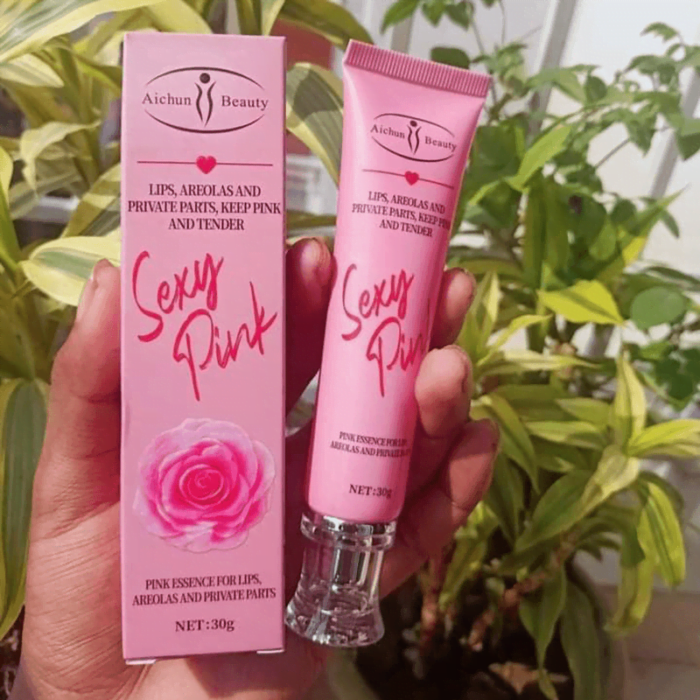 Aichun Beauty
LIPS, AREOLAS AND
PRIVATE PARTS, KEEP PINK
AND TENDER
Sexy
Pink
PINK ESSENCE FOR LIPS,
AREOLAS AND PRIVATE PARTS
NET:30g
Aichun Beauty
LIPS, AREOLAS AND
PRIVATE PARTS, KEEP PINK
AND TENDER
Sexy
Pin
PINK ESSENCE FOR LIPS,
AREOLAS AND PRIVATE
NET:30g